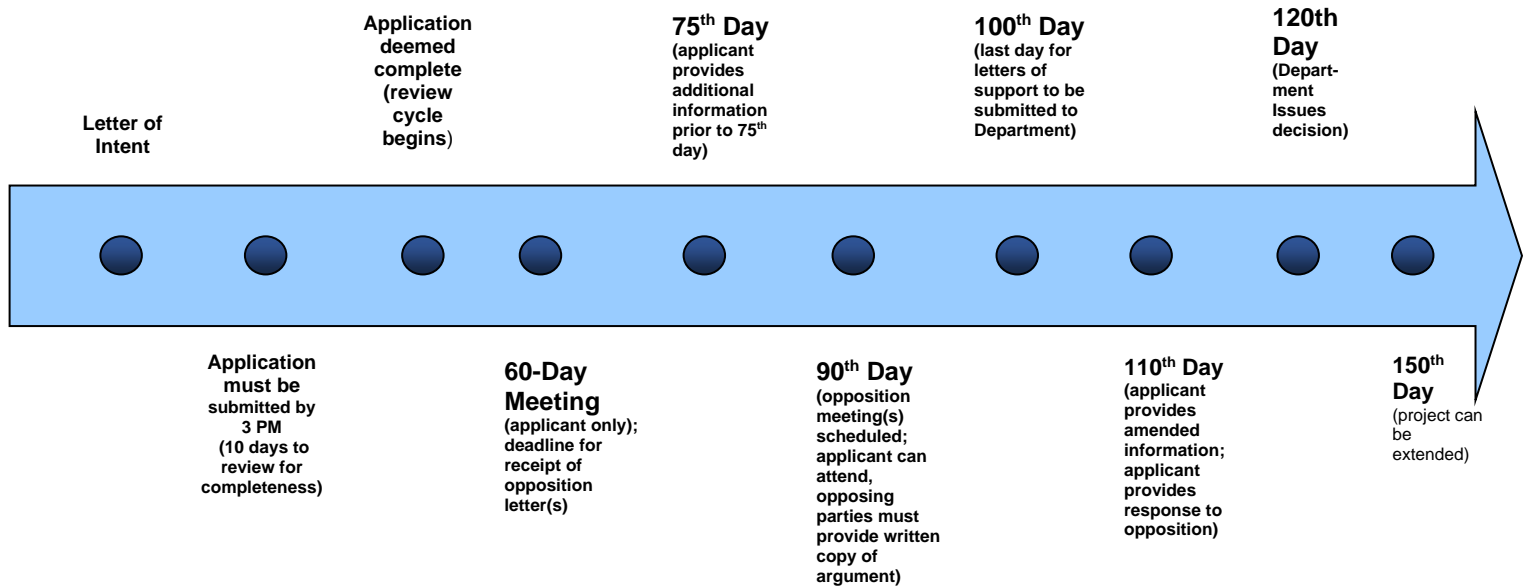 Letter of
Intent
Application
deemed
complete
(review
cycle
begins)
75th Day
(applicant
provides
additional
information
prior to 75th
day)
100th Day
(last day for
letters of
support to be
submitted to
Department)
120th
Day
(Depart-
ment
Issues
decision)
Application
must be
submitted by
3 PM
(10 days to
review for
completeness)
60-Day
Meeting
(applicant only);
deadline for
receipt of
opposition
letter(s)
90th Day
(opposition
meeting(s)
scheduled;
applicant can
attend,
opposing
parties must
provide written
copy of
argument)
110th Day
(applicant
provides
amended
information;
applicant
provides
response to
opposition)
150th
Day
(project can
be
extended)